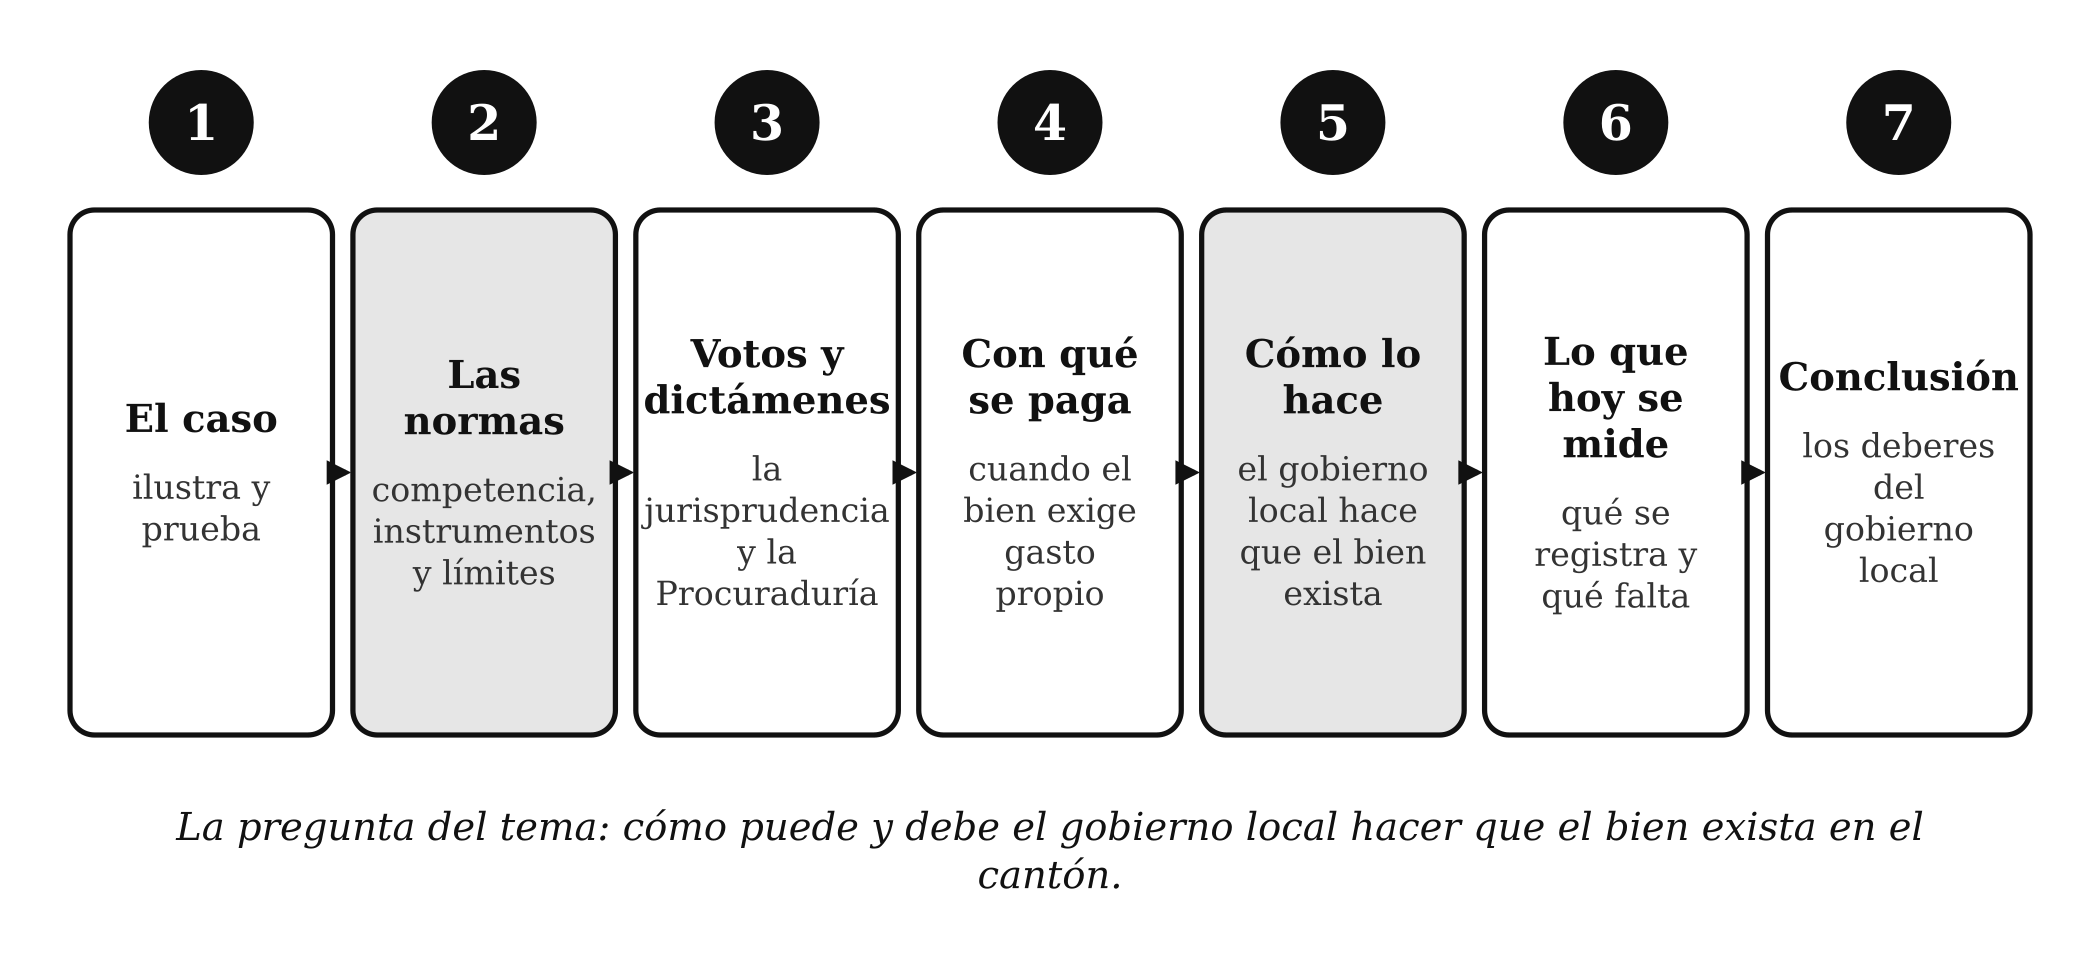 1
2
3
4
5
6
7
El caso
ilustra y
prueba
Las
normas
competencia,
instrumentos
y límites
Votos y
dictámenes
la
jurisprudencia
y la
Procuraduría
Con qué
se paga
cuando el
bien exige
gasto
propio
Cómo lo
hace
el gobierno
local hace
que el bien
exista
Lo que
hoy se
mide
qué se
registra y
qué falta
Conclusión
los deberes
del
gobierno
local
La pregunta del tema: cómo puede y debe el gobierno local hacer que el bien exista en el
cantón.